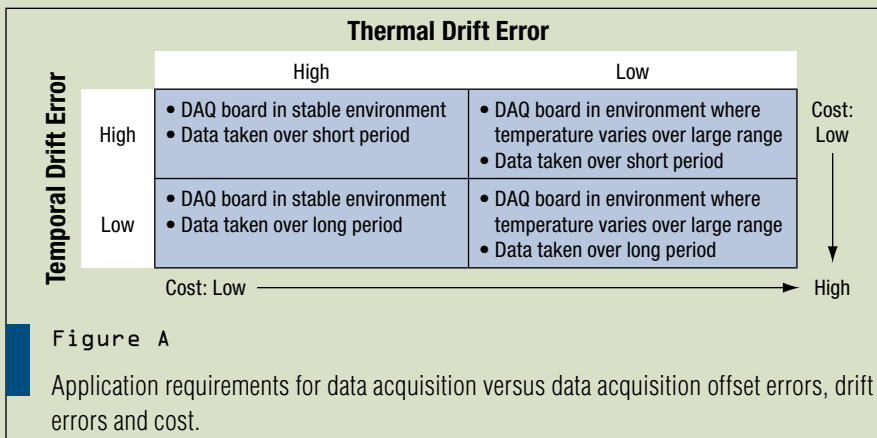 Thermal Drift Error
High
Low
Temporal Drift Error
High
• DAQ board in stable environment
• Data taken over short period
• DAQ board in environment where
temperature varies over large range
• Data taken over short period
Cost:
Low
Low
• DAQ board in stable environment
• Data taken over long period
• DAQ board in environment where
temperature varies over large range
• Data taken over long period
Cost: Low
High
Figure A
Application requirements for data acquisition versus data acquisition offset errors, drift
errors and cost.